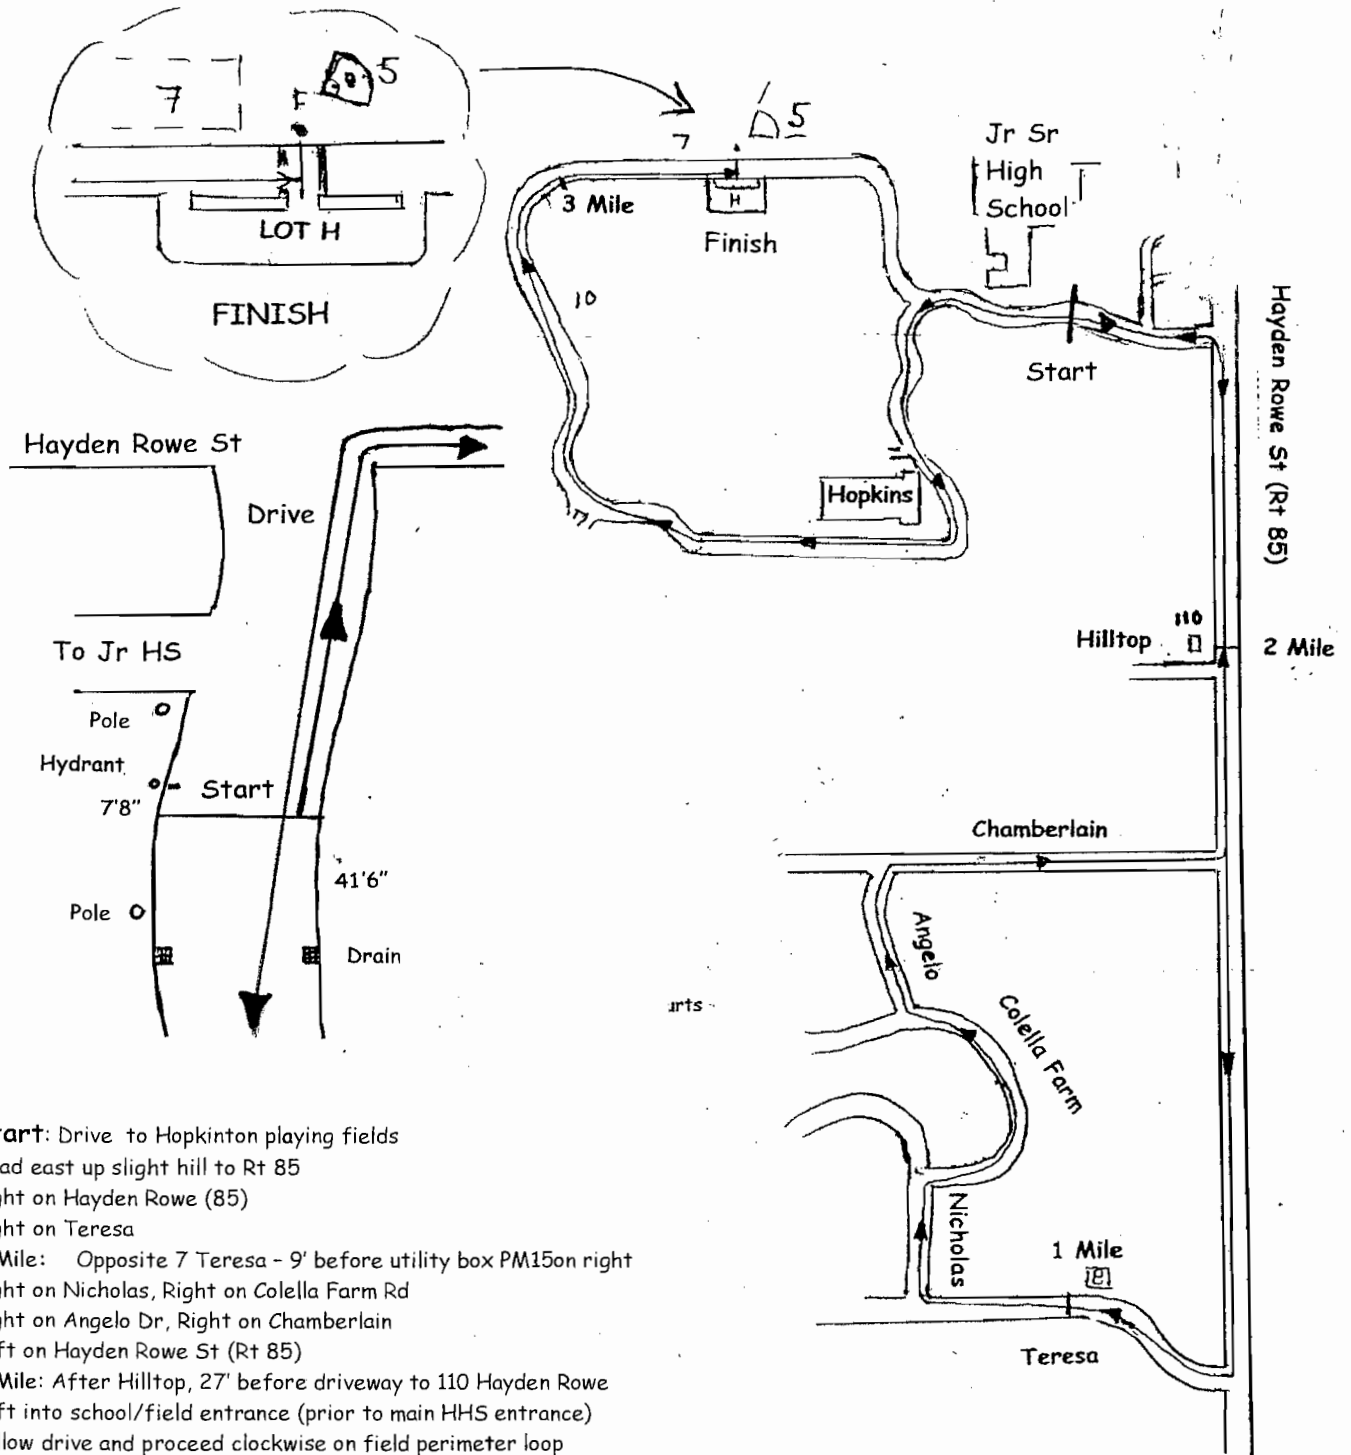 7
5
F
LOT H
FINISH
7
5
3 Mile
H
Finish
10
Jr Sr
High
School
Start
Hayden Rowe St (Rt 85)
Hopkins
110
Hilltop
2 Mile
Hayden Rowe St
Drive
To Jr HS
Pole
Hydrant
7'8"
Start
41'6"
Pole
Drain
Chamberlain
Angelo
Colella Farm
Nicholas
1 Mile
Teresa
art: Drive to Hopkinton playing fields
ad east up slight hill to Rt 85
ght on Hayden Rowe (85)
ght on Teresa
Mile: Opposite 7 Teresa - 9' before utility box PM15on right
ght on Nicholas, Right on Colella Farm Rd
ght on Angelo Dr, Right on Chamberlain
ft on Hayden Rowe St (Rt 85)
Mile: After Hilltop, 27' before driveway to 110 Hayden Rowe
ft into school/field entrance (prior to main HHS entrance)
low drive and proceed clockwise on field perimeter loop